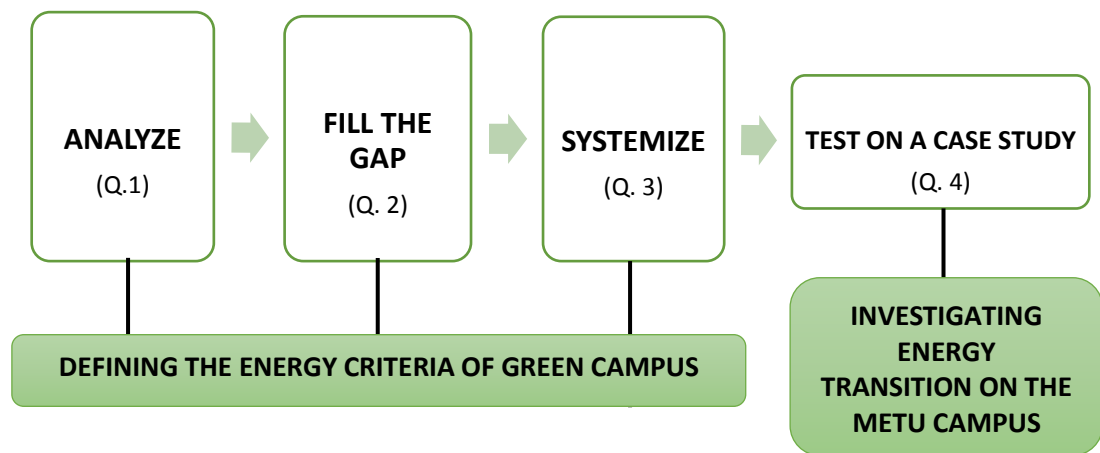 ANALYZE
(Q.1)
FILL THE
GAP
(Q. 2)
SYSTEMIZE
(Q. 3)
TEST ON A CASE STUDY
(Q. 4)
DEFINING THE ENERGY CRITERIA OF GREEN CAMPUS
INVESTIGATING
ENERGY
TRANSITION ON THE
METU CAMPUS